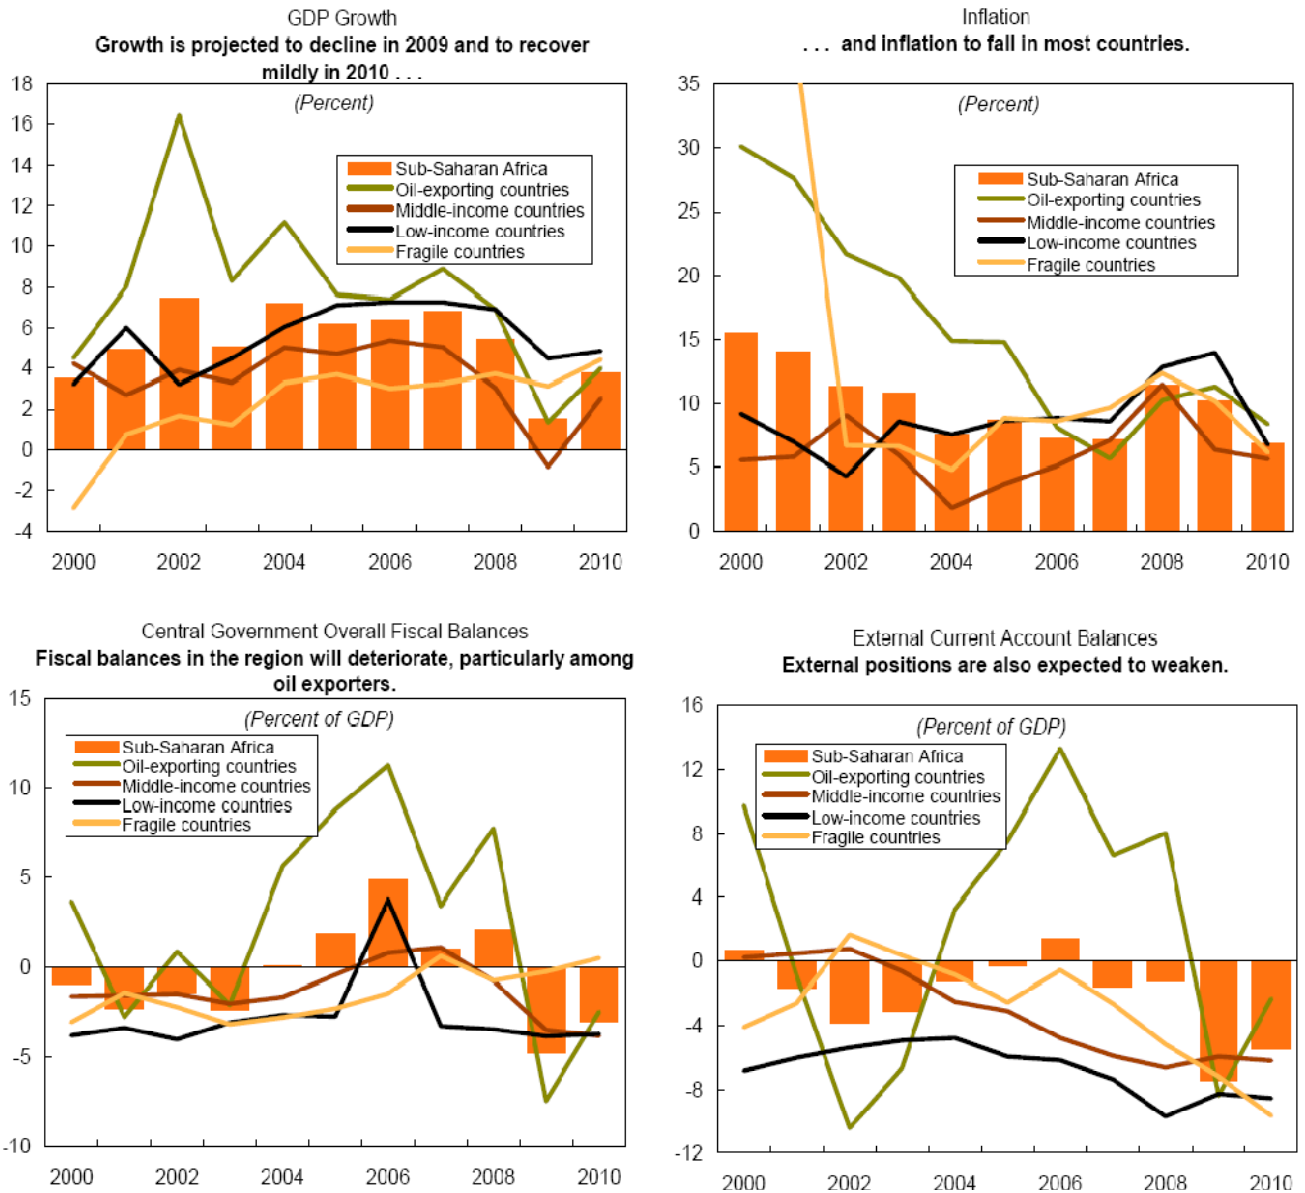 GDP Growth
Growth is projected to decline in 2009 and to recover
mildly in 2010 . . .
(Percent)
18
16
14
12
10
8
6
4
2
0
-2
-4
Sub-Saharan Africa
Oil-exporting countries
Middle-income countries
Low-income countries
Fragile countries
2000
2002
2004
2006
2008
2010
Inflation
. . . and inflation to fall in most countries.
(Percent)
35
30
25
20
15
10
5
0
Sub-Saharan Africa
Oil-exporting countries
Middle-income countries
Low-income countries
Fragile countries
2000
2002
2004
2006
2008
2010
Central Government Overall Fiscal Balances
Fiscal balances in the region will deteriorate, particularly among
oil exporters.
(Percent of GDP)
15
10
5
0
-5
-10
Sub-Saharan Africa
Oil-exporting countries
Middle-income countries
Low-income countries
Fragile countries
2000
2002
2004
2006
2008
2010
External Current Account Balances
External positions are also expected to weaken.
(Percent of GDP)
16
12
8
4
0
-4
-8
-12
Sub-Saharan Africa
Oil-exporting countries
Middle-income countries
Low-income countries
Fragile countries
2000
2002
2004
2006
2008
2010